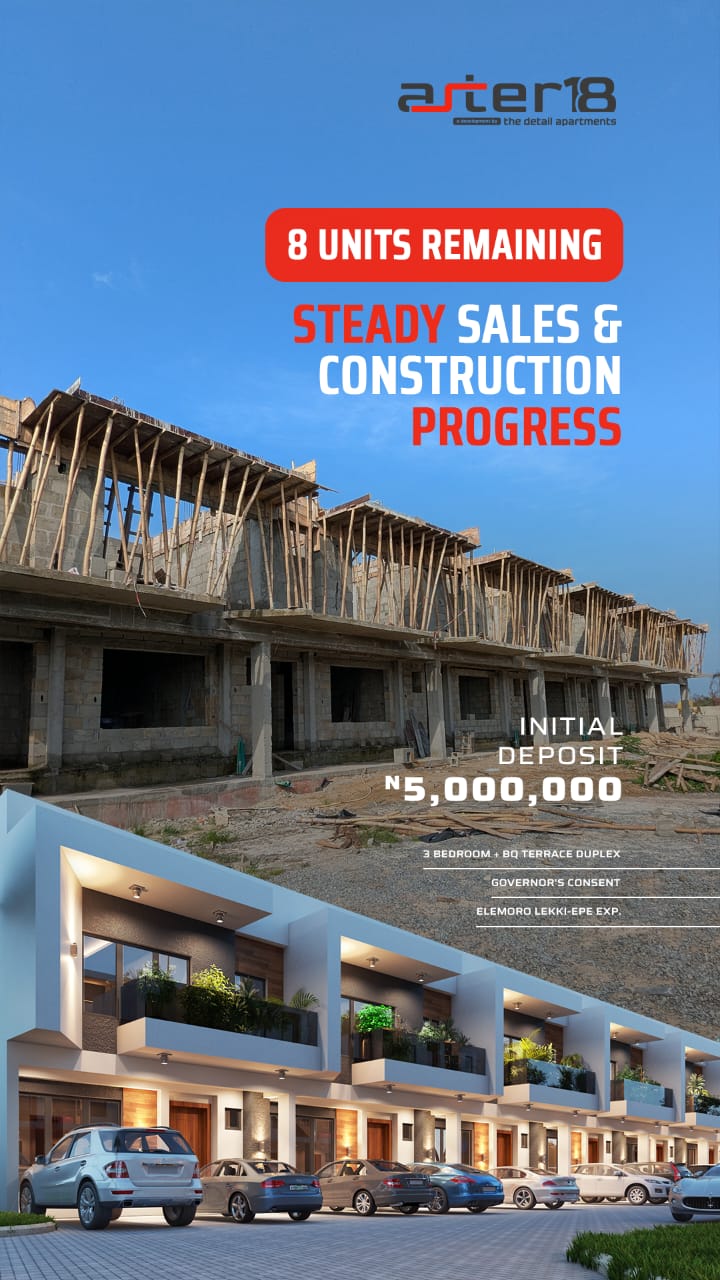 aster18
a development by the detail apartments
8 UNITS REMAINING
STEADY SALES &
CONSTRUCTION
PROGRESS
INITIAL
DEPOSIT
₦5,000,000
3 BEDROOM + BQ TERRACE DUPLEX
GOVERNOR'S CONSENT
ELEMORO LEKKI-EPE EXP.